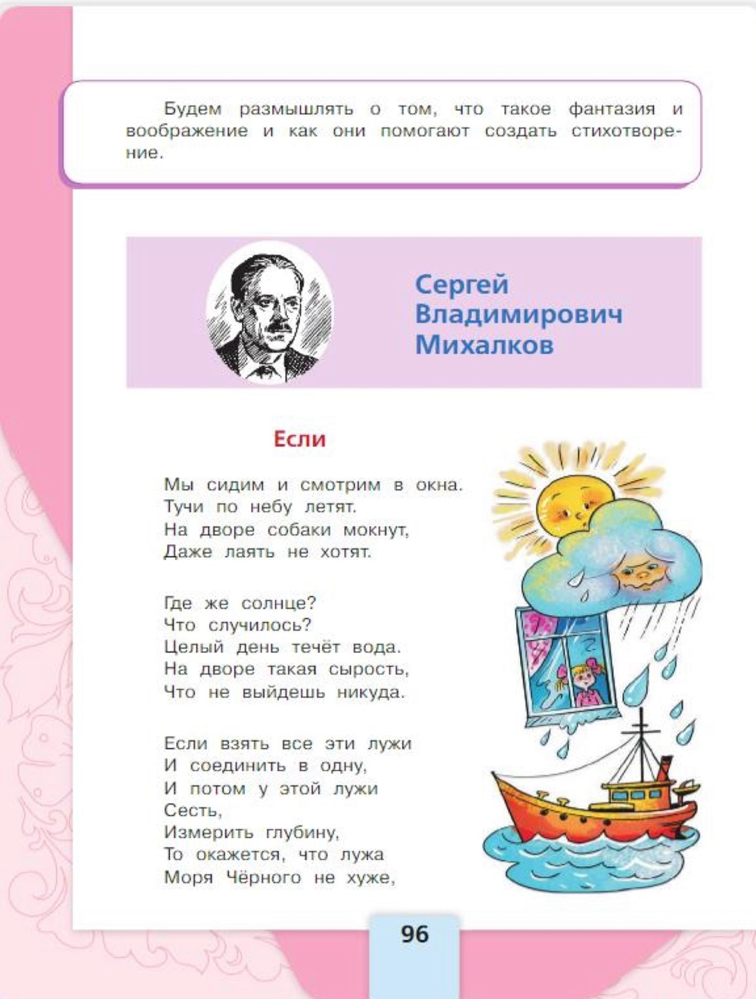 Будем размышлять о том, что такое фантазия и
воображение и как они помогают создать стихотворе-
ние.
Сергей
Владимирович
Михалков
Если
Мы сидим и смотрим в окна.
Тучи по небу летят.
На дворе собаки мокнут,
Даже лаять не хотят.
Где же солнце?
Что случилось?
Целый день течёт вода.
На дворе такая сырость,
Что не выйдешь никуда.
Если взять все эти лужи
И соединить в одну,
И потом у этой лужи
Сесть,
Измерить глубину,
То окажется, что лужа
Моря Чёрного не хуже,
96